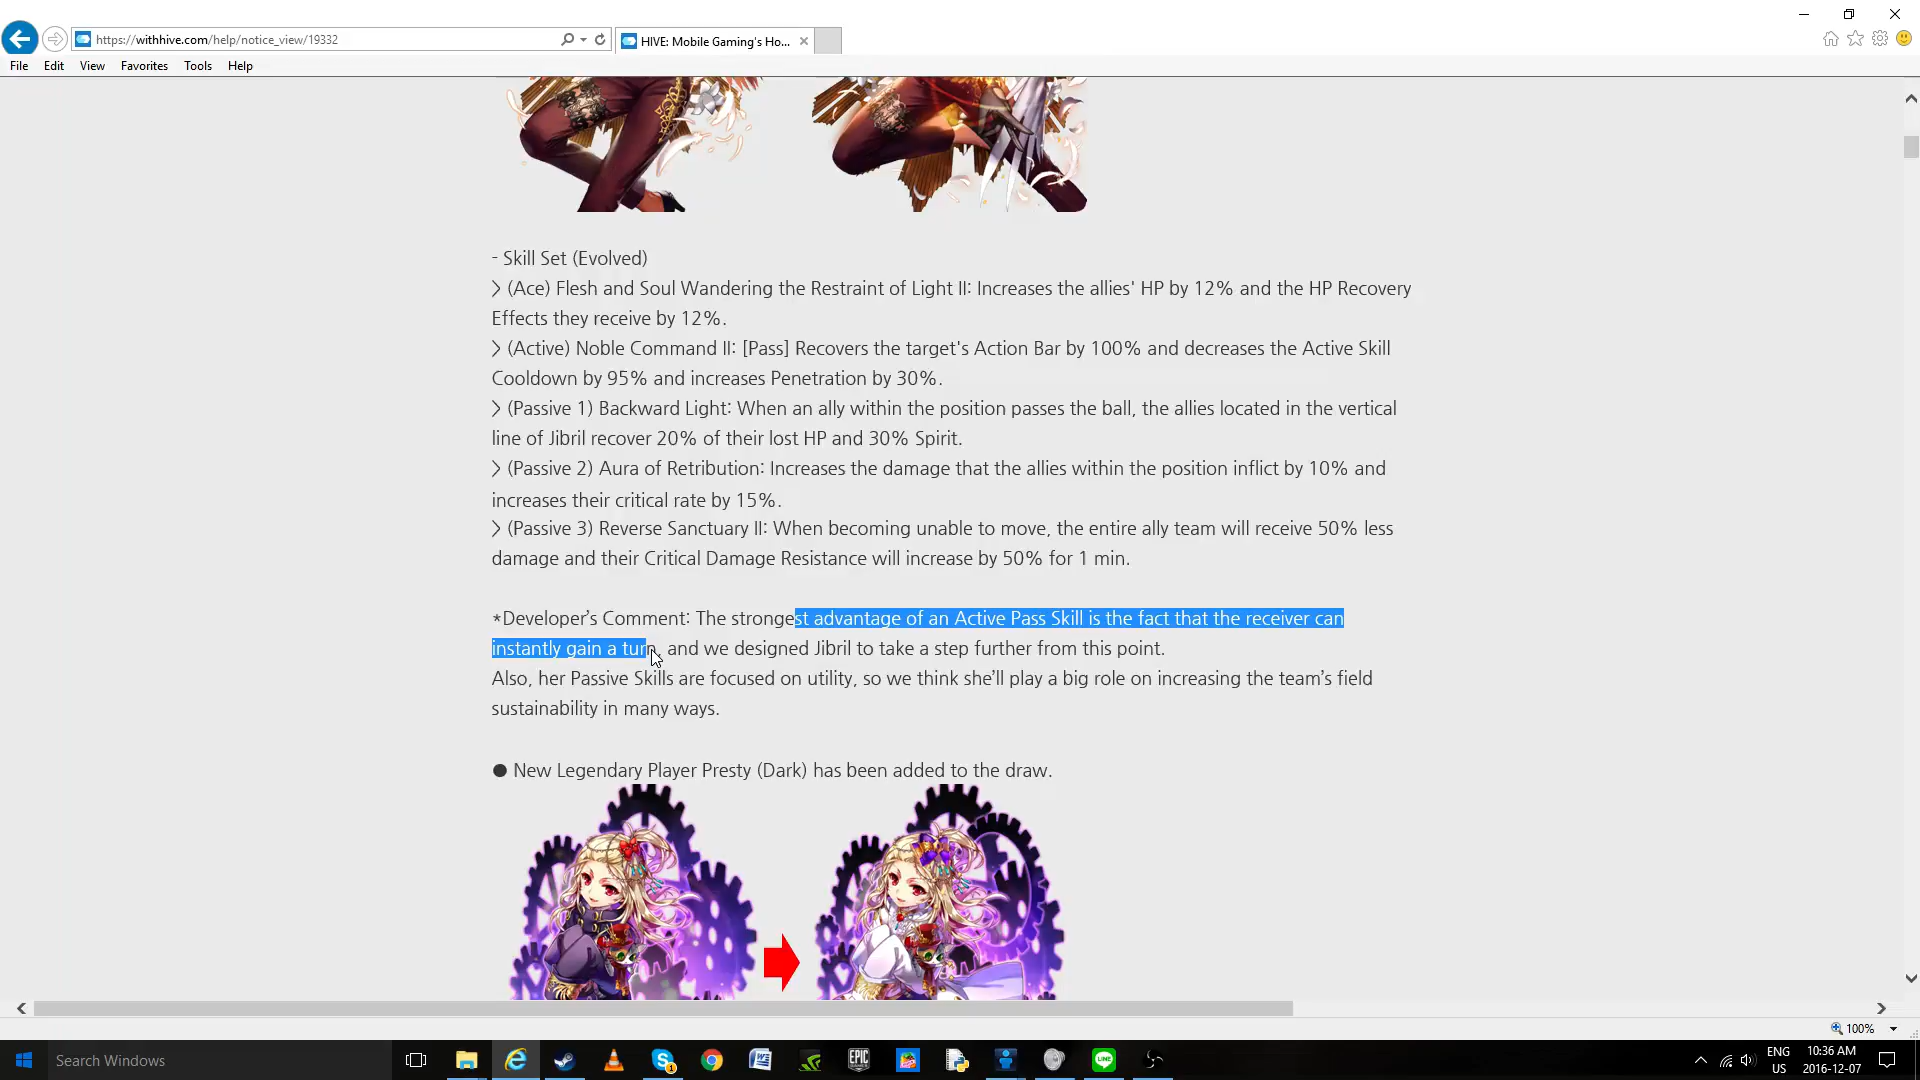 https://withhive.com/help/notice_view/19332
HIVE: Mobile Gaming's Ho...
File Edit View Favorites Tools Help
- Skill Set (Evolved)
> (Ace) Flesh and Soul Wandering the Restraint of Light II: Increases the allies' HP by 12% and the HP Recovery
Effects they receive by 12%.
> (Active) Noble Command II: [Pass] Recovers the target's Action Bar by 100% and decreases the Active Skill
Cooldown by 95% and increases Penetration by 30%.
> (Passive 1) Backward Light: When an ally within the position passes the ball, the allies located in the vertical
line of Jibril recover 20% of their lost HP and 30% Spirit.
> (Passive 2) Aura of Retribution: Increases the damage that the allies within the position inflict by 10% and
increases their critical rate by 15%.
> (Passive 3) Reverse Sanctuary II: When becoming unable to move, the entire ally team will receive 50% less
damage and their Critical Damage Resistance will increase by 50% for 1 min.
*Developer’s Comment: The strongest advantage of an Active Pass Skill is the fact that the receiver can
instantly gain a turn, and we designed Jibril to take a step further from this point.
Also, her Passive Skills are focused on utility, so we think she’ll play a big role on increasing the team’s field
sustainability in many ways.
● New Legendary Player Presty (Dark) has been added to the draw.
100%
Search Windows
EPIC
LINE
ENG
US
10:36 AM
2016-12-07